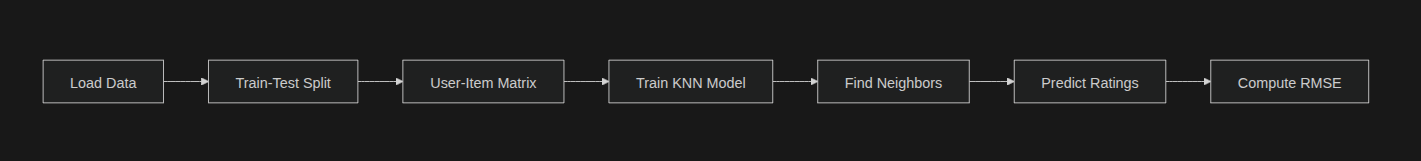 Load Data
Train-Test Split
User-Item Matrix
Train KNN Model
Find Neighbors
Predict Ratings
Compute RMSE